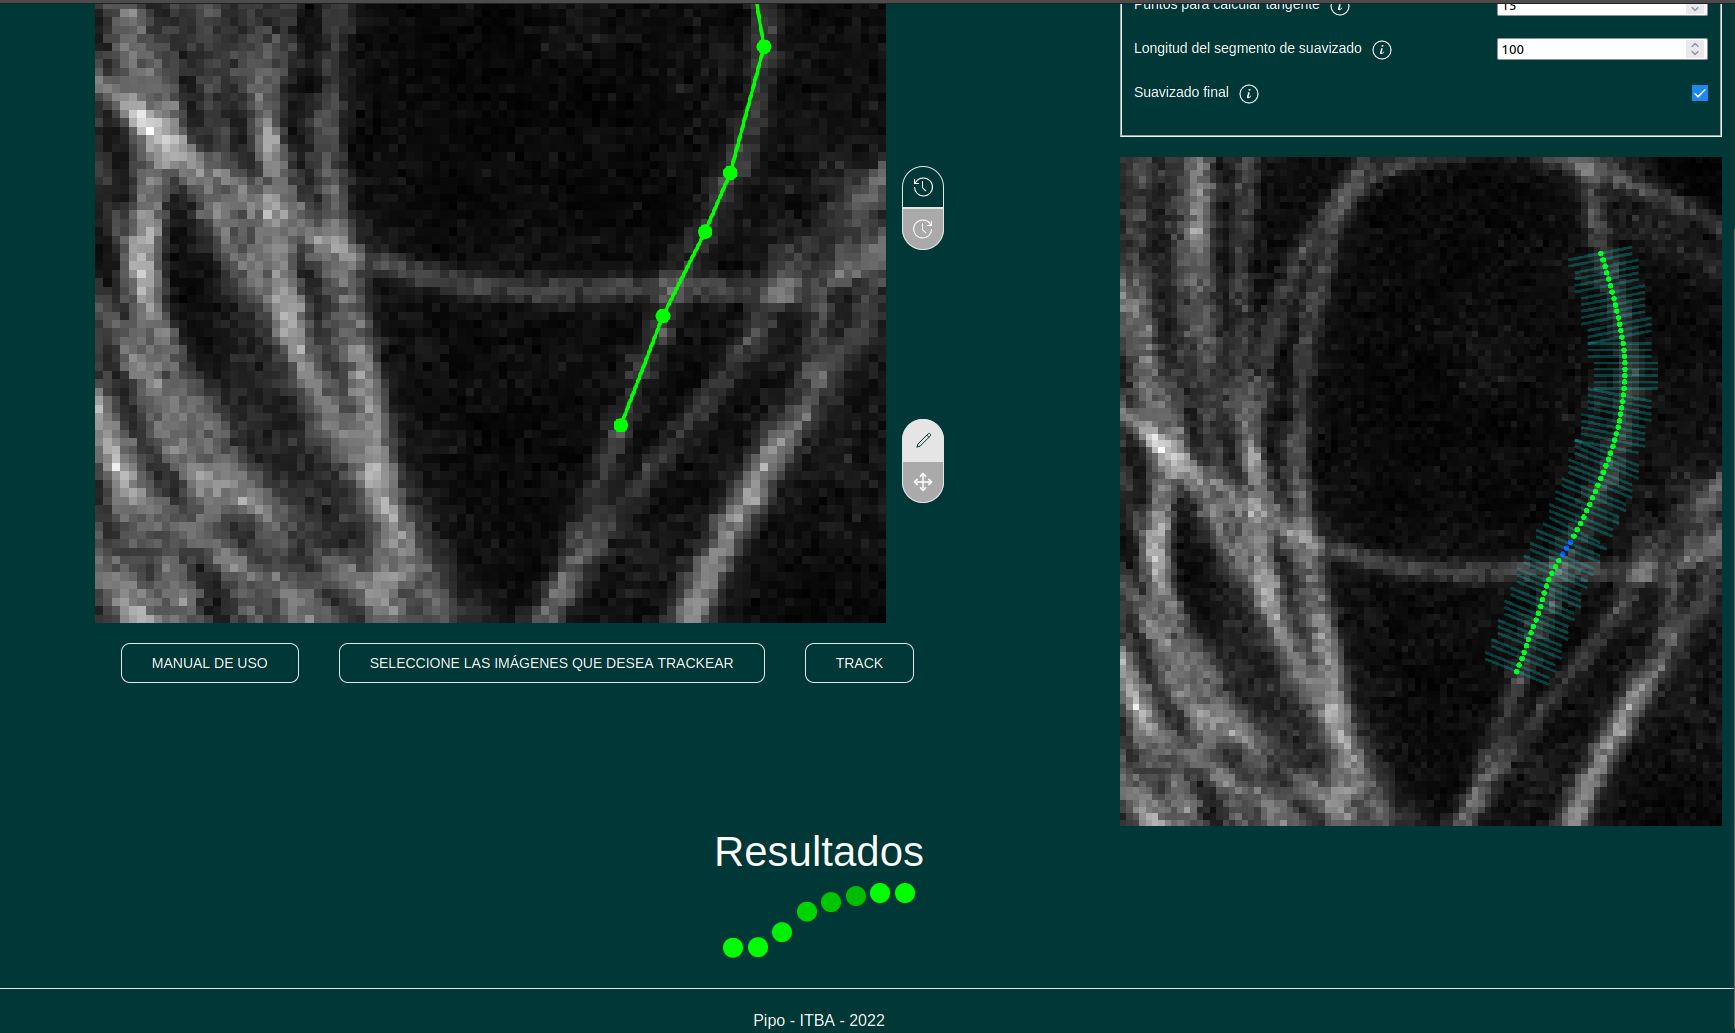 Puntos para calcular tangente
15
Longitud del segmento de suavizado
100
Suavizado final
MANUAL DE USO
SELECCIONE LAS IMÁGENES QUE DESEA TRACKEAR
TRACK
Resultados
Pipo - ITBA - 2022